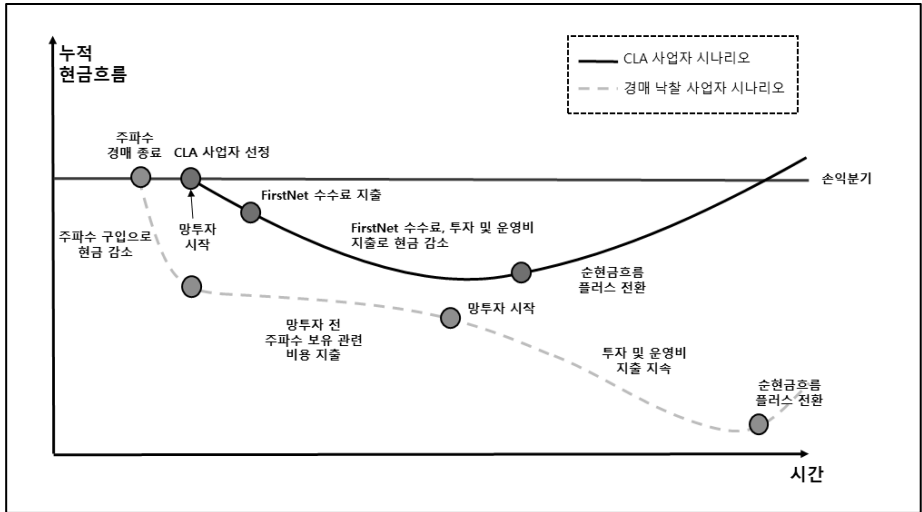 누적
현금흐름
CLA 사업자 시나리오
경매 낙찰 사업자 시나리오
주파수
경매 종료
CLA 사업자 선정
손익분기
FirstNet 수수료 지출
망투자
시작
FirstNet 수수료, 투자 및 운영비
지출로 현금 감소
주파수 구입으로
현금 감소
순현금흐름
플러스 전환
망투자 시작
망투자 전
주파수 보유 관련
비용 지출
투자 및 운영비
지출 지속
순현금흐름
플러스 전환
시간